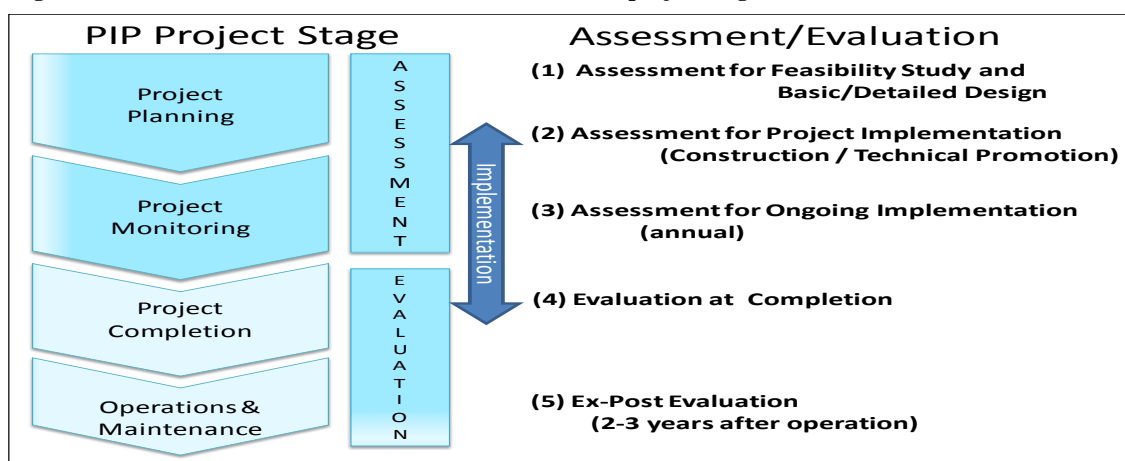 PIP Project Stage
Assessment/Evaluation
Project
Planning
Project
Monitoring
Project
Completion
Operations &
Maintenance
ASSESSMENT
EVALUATION
Implementation
(1) Assessment for Feasibility Study and
Basic/Detailed Design
(2) Assessment for Project Implementation
(Construction / Technical Promotion)
(3) Assessment for Ongoing Implementation
(annual)
(4) Evaluation at Completion
(5) Ex-Post Evaluation
(2-3 years after operation)